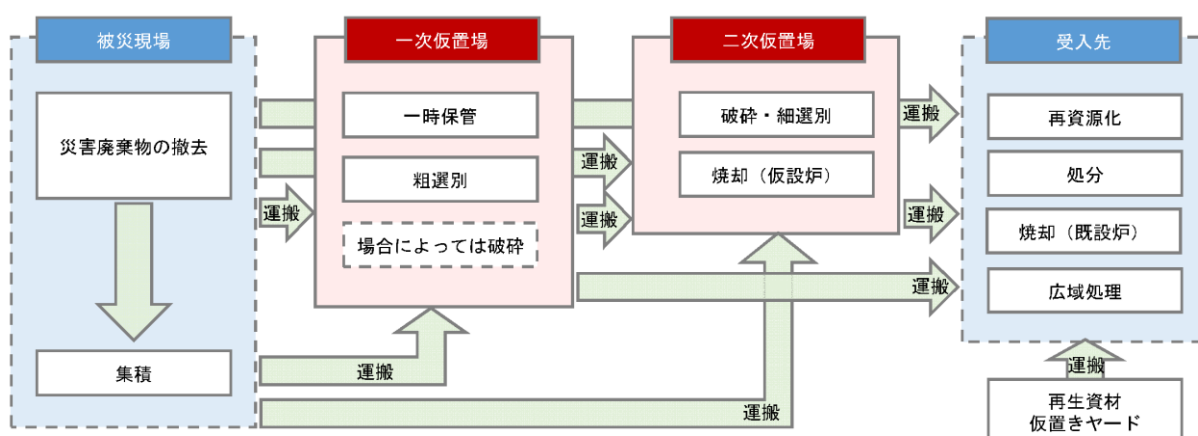 被災現場
一次仮置場
二次仮置場
受入先
災害廃棄物の撤去
集積
一時保管
粗選別
場合によっては破砕
破砕・細選別
焼却（仮設炉）
再資源化
処分
焼却（既設炉）
広域処理
運搬
運搬
運搬
運搬
運搬
運搬
運搬
運搬
運搬
再生資材
仮置きヤード